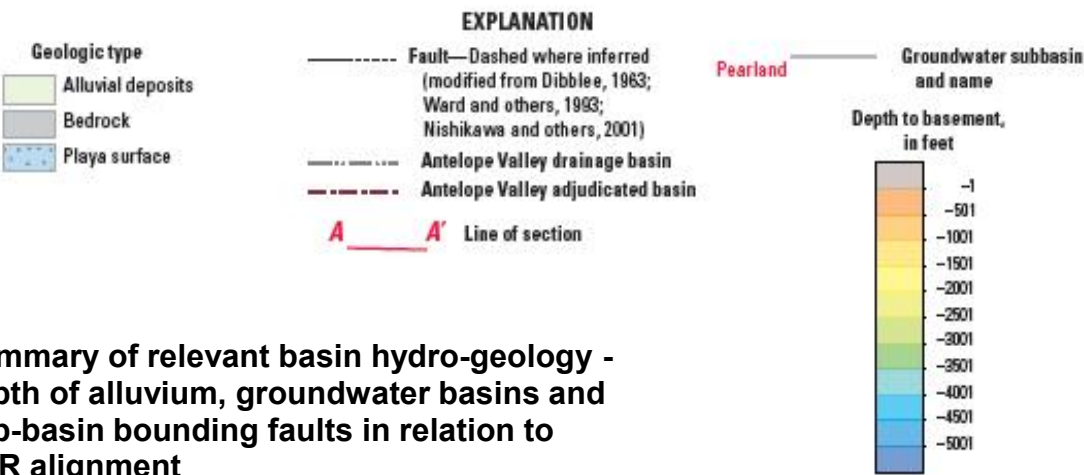 EXPLANATION
Geologic type
Alluvial deposits
Bedrock
Playa surface
Fault—Dashed where inferred
(modified from Dibblee, 1963;
Ward and others, 1993;
Nishikawa and others, 2001)
Antelope Valley drainage basin
Antelope Valley adjudicated basin
A A′ Line of section
Pearland
Groundwater subbasin
and name
Depth to basement,
in feet
−1
−501
−1001
−1501
−2001
−2501
−3001
−3501
−4001
−4501
−5001
mmary of relevant basin hydro-geology -
pth of alluvium, groundwater basins and
b-basin bounding faults in relation to
R alignment